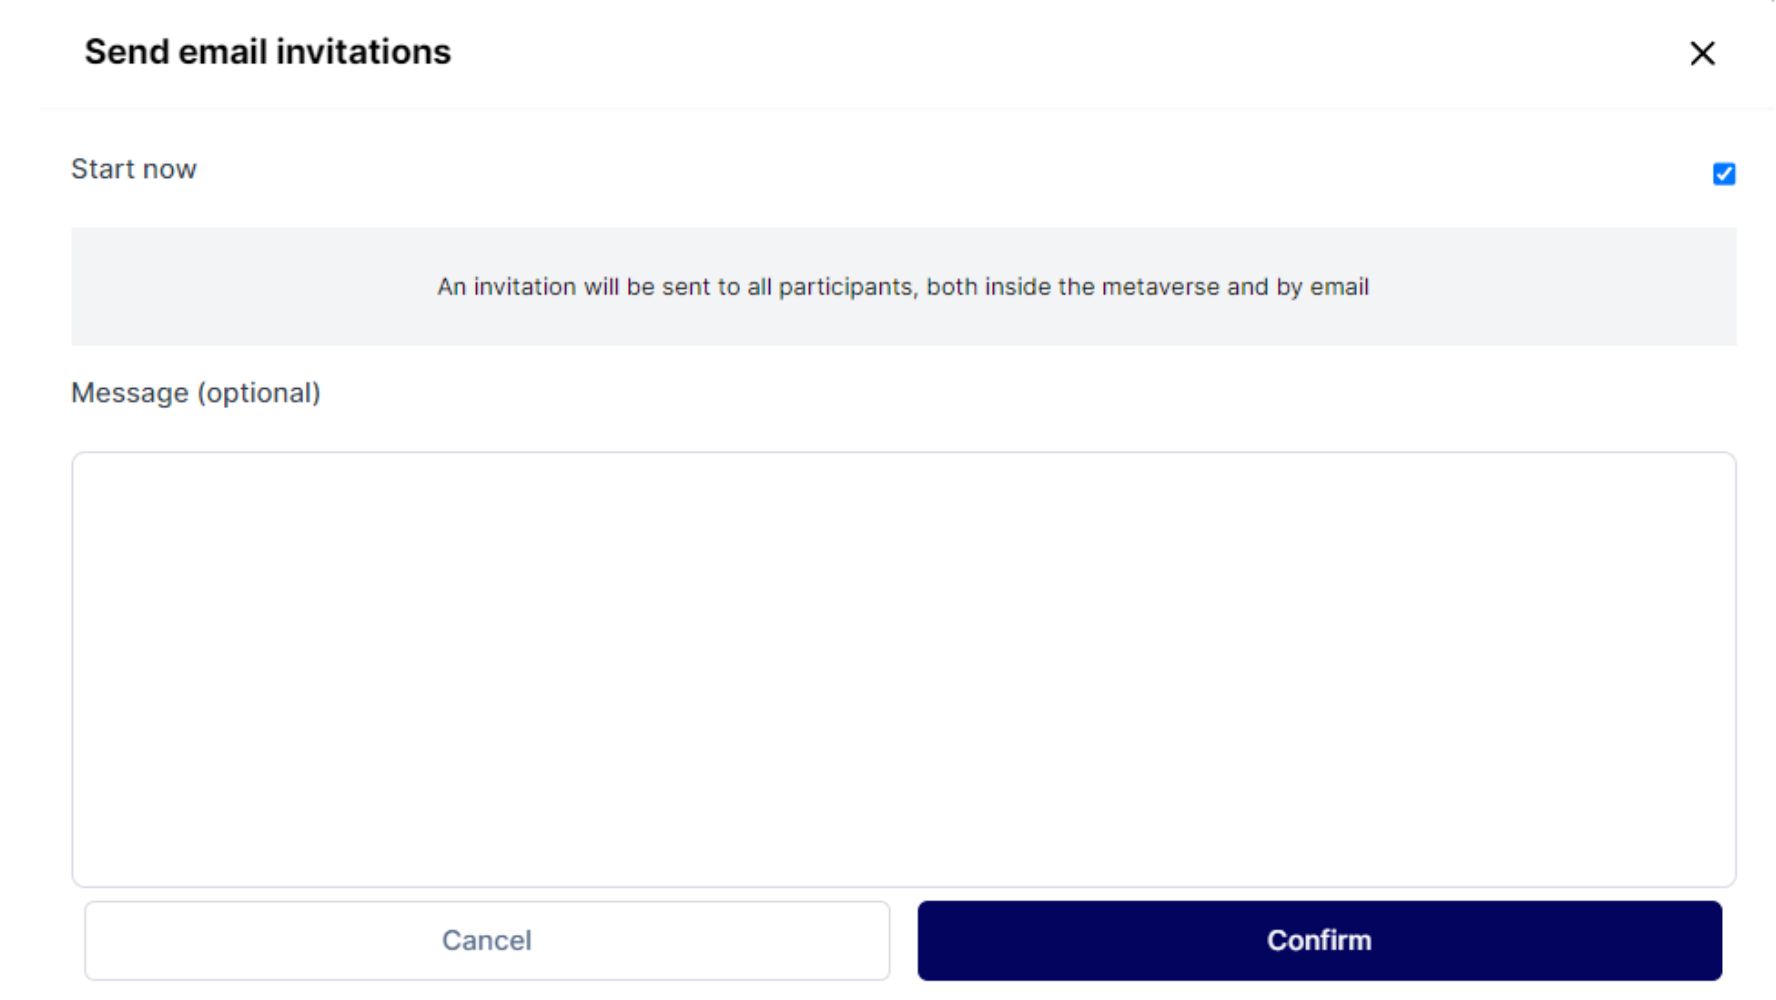 Send email invitations
Start now
An invitation will be sent to all participants, both inside the metaverse and by email
Message (optional)
Cancel
Confirm